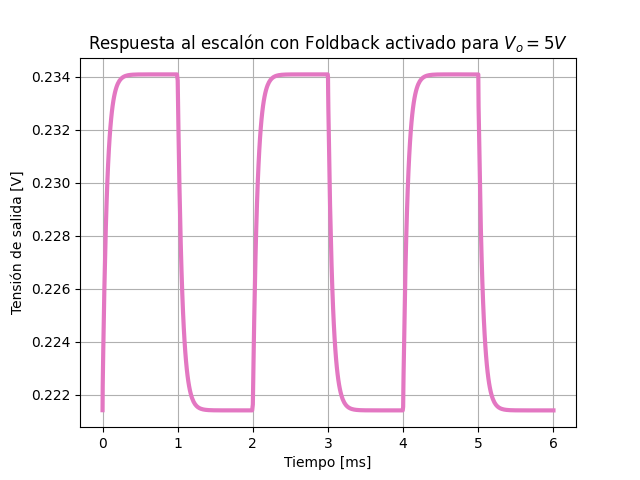 Respuesta al escalón con Foldback activado para $V_o = 5V$
0.234
0.232
0.230
0.228
0.226
0.224
0.222
Tensión de salida [V]
0 1 2 3 4 5 6
Tiempo [ms]